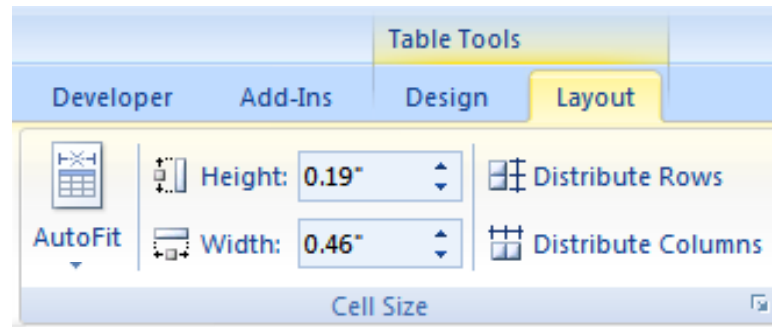 Table Tools
Developer Add-Ins Design Layout
Height: 0.19" Distribute Rows
AutoFit Width: 0.46" Distribute Columns
Cell Size